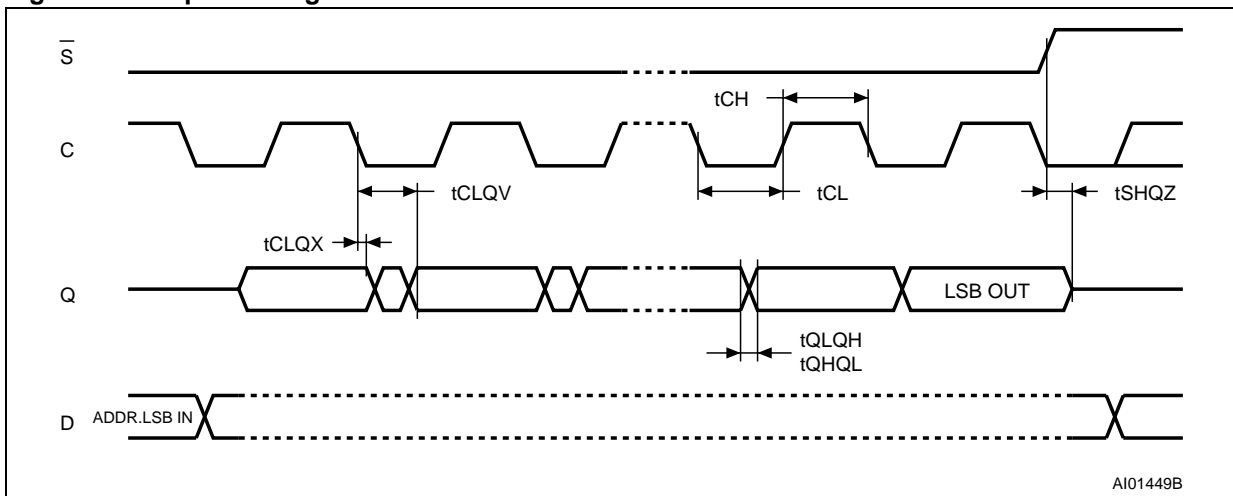 S
tCH
C
tCLQV
tCL
tSHQZ
tCLQX
Q
LSB OUT
tQLQH
tQHQL
D
ADDR.LSB IN
AI01449B